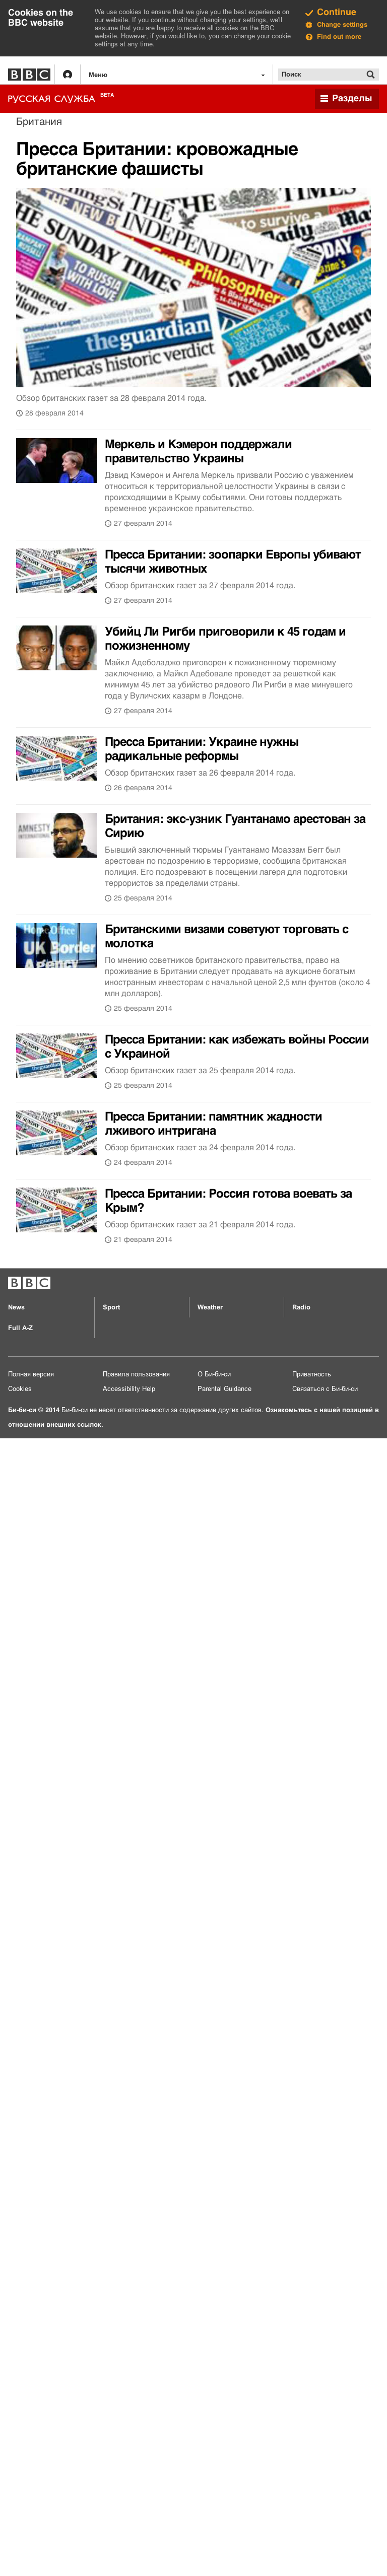 Cookies on the
BBC website
We use cookies to ensure that we give you the best experience on
our website. If you continue without changing your settings, we'll
assume that you are happy to receive all cookies on the BBC
website. However, if you would like to, you can change your cookie
settings at any time.
Continue
Change settings
Find out more
BBC
Меню
Поиск
РУССКАЯ СЛУЖБА BETA
Разделы
Британия
Пресса Британии: кровожадные
британские фашисты
THE SUNDAY TIMES
TO RUSSIA
WITH TOSH
Great Philosopher
theguardian
America's historic verdict
The Daily Telegraph
Обзор британских газет за 28 февраля 2014 года.
28 февраля 2014
Меркель и Кэмерон поддержали
правительство Украины
Дэвид Кэмерон и Ангела Меркель призвали Россию с уважением
относиться к территориальной целостности Украины в связи с
происходящими в Крыму событиями. Они готовы поддержать
временное украинское правительство.
27 февраля 2014
Пресса Британии: зоопарки Европы убивают
тысячи животных
Обзор британских газет за 27 февраля 2014 года.
27 февраля 2014
Убийц Ли Ригби приговорили к 45 годам и
пожизненному
Майкл Адеболаджо приговорен к пожизненному тюремному
заключению, а Майкл Адебовале проведет за решеткой как
минимум 45 лет за убийство рядового Ли Ригби в мае минувшего
года у Вуличских казарм в Лондоне.
27 февраля 2014
Пресса Британии: Украине нужны
радикальные реформы
Обзор британских газет за 26 февраля 2014 года.
26 февраля 2014
AMNESTY
Британия: экс-узник Гуантанамо арестован за
Сирию
Бывший заключенный тюрьмы Гуантанамо Моаззам Бегг был
арестован по подозрению в терроризме, сообщила британская
полиция. Его подозревают в посещении лагеря для подготовки
террористов за пределами страны.
25 февраля 2014
Home Office
UK Border
Agency
Британскими визами советуют торговать с
молотка
По мнению советников британского правительства, право на
проживание в Британии следует продавать на аукционе богатым
иностранным инвесторам с начальной ценой 2,5 млн фунтов (около 4
млн долларов).
25 февраля 2014
Пресса Британии: как избежать войны России
с Украиной
Обзор британских газет за 25 февраля 2014 года.
25 февраля 2014
Пресса Британии: памятник жадности
лживого интригана
Обзор британских газет за 24 февраля 2014 года.
24 февраля 2014
Пресса Британии: Россия готова воевать за
Крым?
Обзор британских газет за 21 февраля 2014 года.
21 февраля 2014
BBC
News
Sport
Weather
Radio
Full A-Z
Полная версия
Правила пользования
О Би-би-си
Приватность
Cookies
Accessibility Help
Parental Guidance
Связаться с Би-би-си
Би-би-си © 2014 Би-би-си не несет ответственности за содержание других сайтов. Ознакомьтесь с нашей позицией в
отношении внешних ссылок.